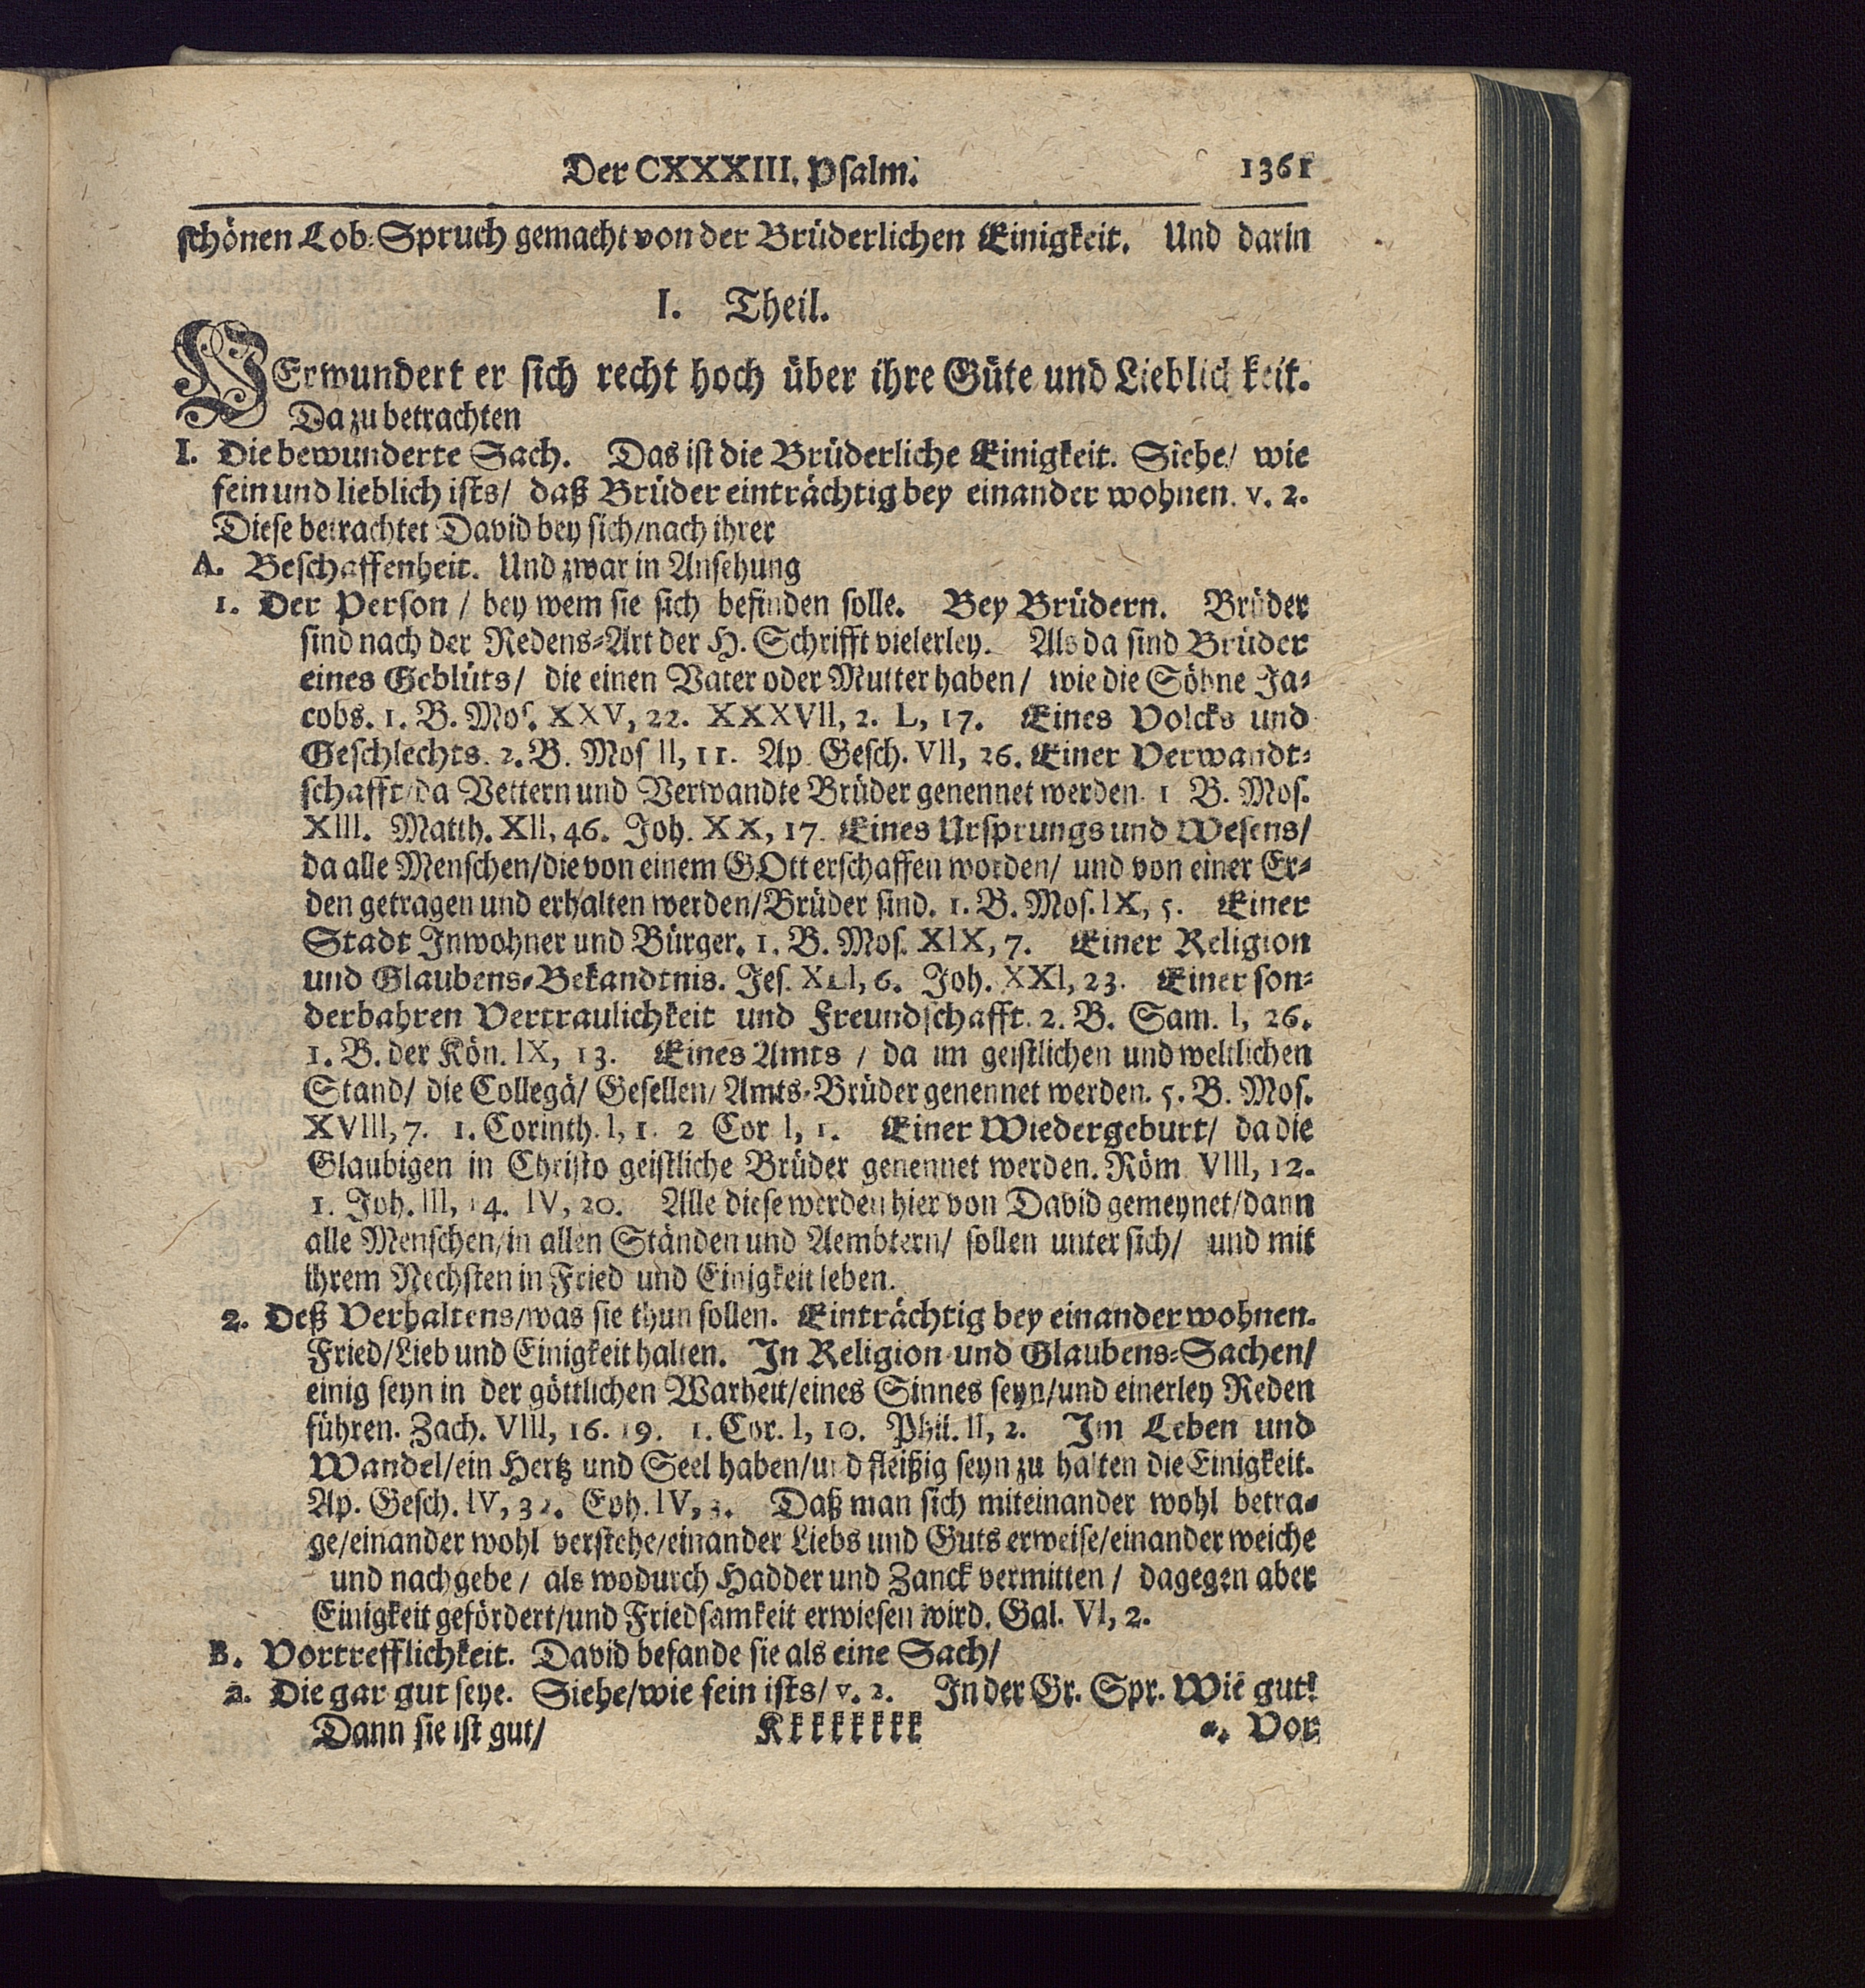 Der CXXXIII. Psalm. 1361
schönen Lob-Spruch gemacht von der Brüderlichen Einigkeit. Und darin
I. Theil.
VErwundert er sich recht hoch über ihre Güte und Lieblichkeit.
Da zu betrachten
I. Die bewunderte Sach. Das ist die Brüderliche Einigkeit. Siehe/ wie
fein und lieblich ists/ daß Brüder einträchtig bey einander wohnen. v. 2.
Diese betrachtet David bey sich/nach ihrer
A. Beschaffenheit. Und zwar in Ansehung
1. Der Person / bey wem sie sich befinden solle. Bey Brüdern. Brüder
sind nach der Redens-Art der H. Schrifft vielerley. Als da sind Brüder
eines Geblüts/ die einen Vater oder Mutter haben/ wie die Söhne Ja-
cobs. 1. B. Mos. XXV, 22. XXXVII, 2. L, 17. Eines Volcks und
Geschlechts. 2. B. Mos II, 11. Ap. Gesch. VII, 26. Einer Verwandt-
schafft/da Vettern und Verwandte Brüder genennet werden. 1 B. Mos.
XIII. Matth. XII, 46. Joh. XX, 17. Eines Ursprungs und Wesens/
da alle Menschen/die von einem GOtt erschaffen worden/ und von einer Er-
den getragen und erhalten werden/Brüder sind. 1. B. Mos. IX, 5. Einer
Stadt Inwohner und Bürger. 1. B. Mos. XIX, 7. Einer Religion
und Glaubens-Bekandtnis. Jes. XLI, 6. Joh. XXI, 23. Einer son-
derbahren Vertraulichkeit und Freundschafft. 2. B. Sam. I, 26.
1. B. der Kön. IX, 13. Eines Amts / da im geistlichen und weltlichen
Stand/ die Collegä/ Gesellen/ Amts-Brüder genennet werden. 5. B. Mos.
XVIII, 7. 1. Corinth. I, 1. 2 Cor I, 1. Einer Wiedergeburt/ da die
Glaubigen in Christo geistliche Brüder genennet werden. Röm VIII, 12.
1. Joh. III, 14. IV, 20. Alle diese werden hier von David gemeynet/dann
alle Menschen/in allen Ständen und Aembtern/ sollen unter sich/ und mit
ihrem Nechsten in Fried und Einigkeit leben.
2. Deß Verhaltens/was sie thun sollen. Einträchtig bey einander wohnen.
Fried/Lieb und Einigkeit halten. In Religion und Glaubens-Sachen/
einig seyn in der göttlichen Warheit/eines Sinnes seyn/und einerley Reden
führen. Zach. VIII, 16. 19. 1. Cor. I, 10. Phil. II, 2. Im Leben und
Wandel/ein Hertz und Seel haben/und fleißig seyn zu halten die Einigkeit.
Ap. Gesch. IV, 32. Eph. IV, 3. Daß man sich miteinander wohl betra-
ge/einander wohl verstehe/einander Liebs und Guts erweise/einander weiche
und nachgebe/ als wodurch Hadder und Zanck vermitten/ dagegen aber
Einigkeit gefördert/und Friedsamkeit erwiesen wird. Gal. VI, 2.
B. Vortrefflichkeit. David befande sie als eine Sach/
a. Die gar gut seye. Siehe/wie fein ists/ v. 2. In der Gr. Spr. Wie gut!
Dann sie ist gut/ Kkkkkkkk α. Vor-